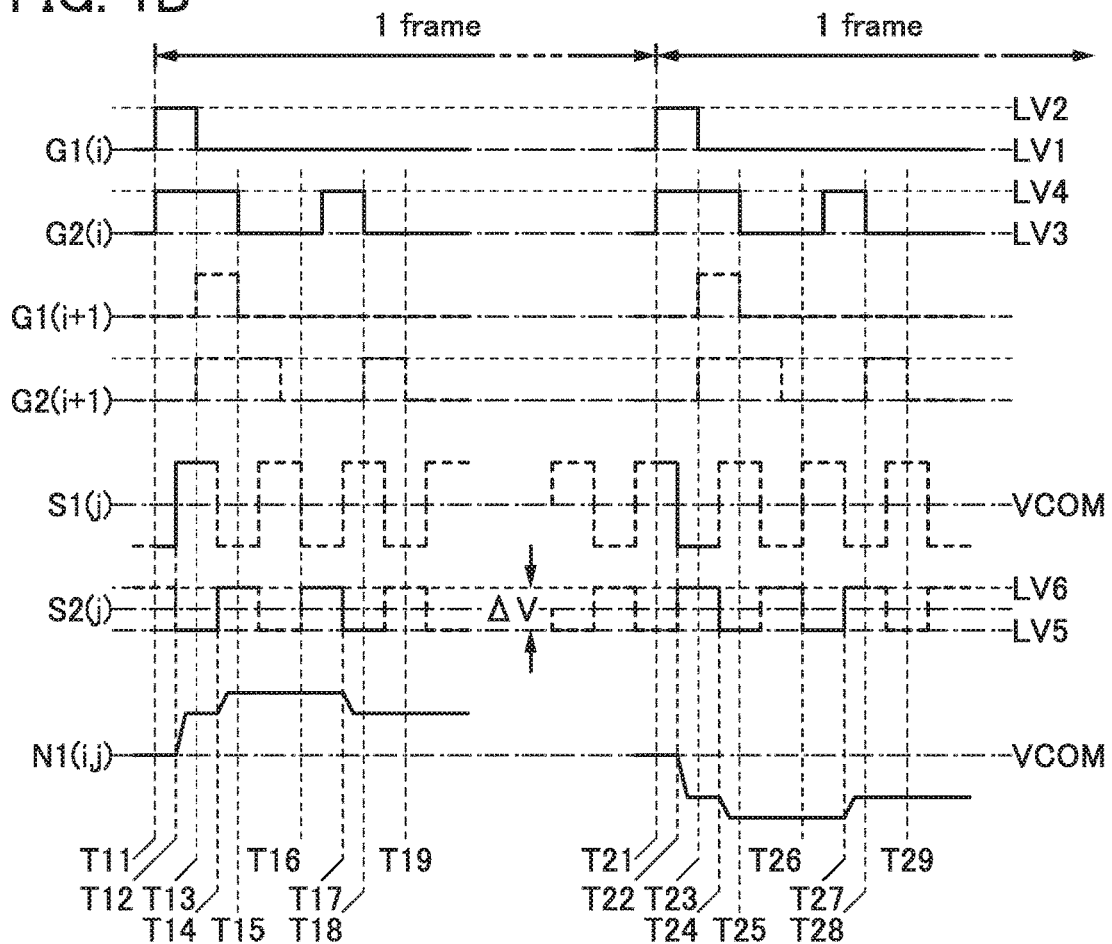 FIG. 4B
1 frame 1 frame
LV2
G1(i) LV1
LV4
G2(i) LV3
G1(i+1)
G2(i+1)
S1(j) VCOM
LV6
S2(j) ΔV
LV5
N1(i,j) VCOM
T11 T16 T19 T21 T26 T29
T12 T13 T17 T22 T23 T27
T14 T15 T18 T24 T25 T28